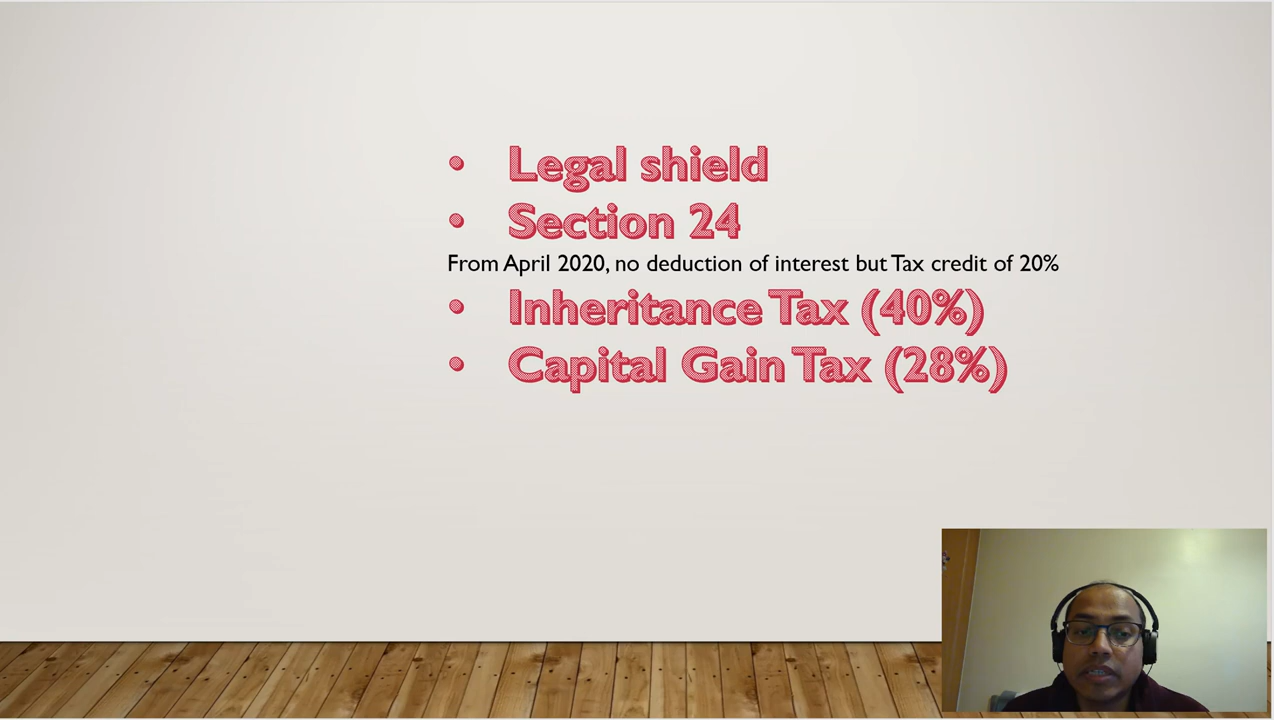 • Legal shield
• Section 24
From April 2020, no deduction of interest but Tax credit of 20%
• Inheritance Tax (40%)
• Capital Gain Tax (28%)